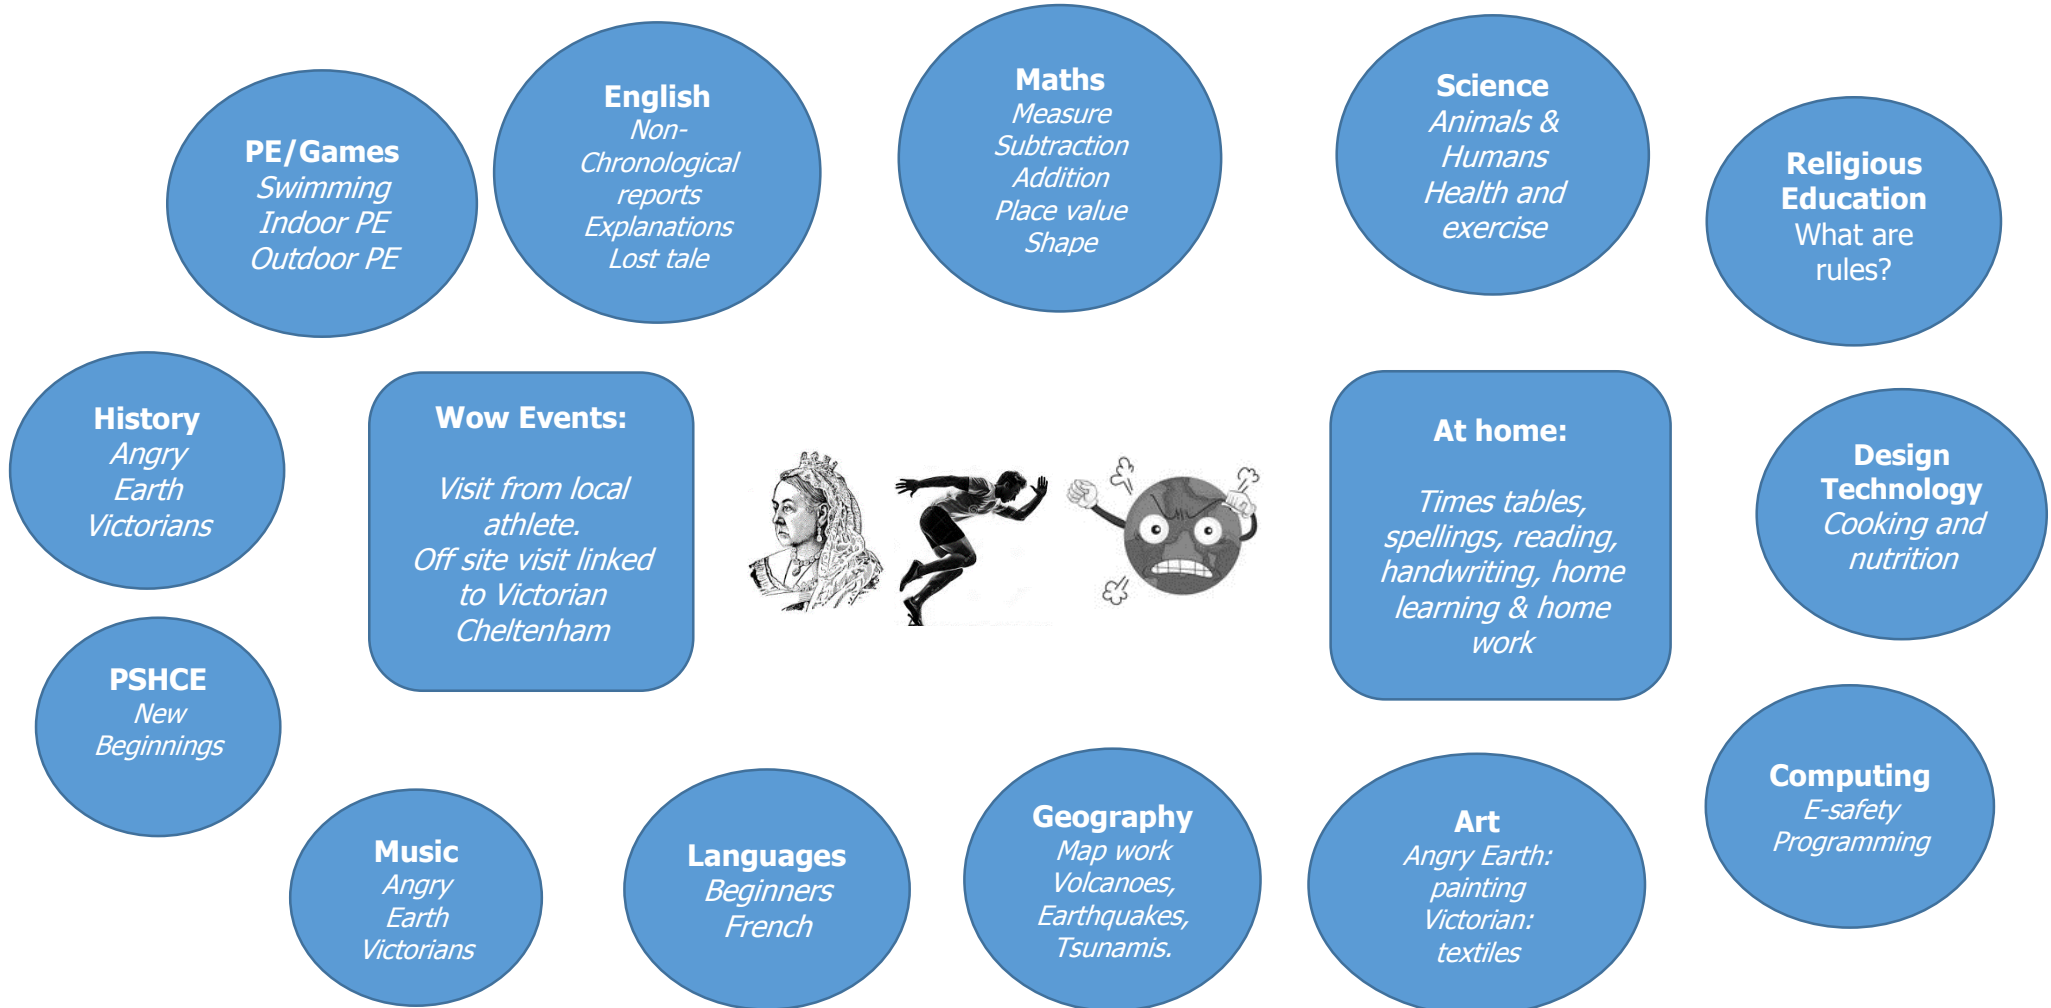 PE/Games
Swimming
Indoor PE
Outdoor PE
English
Non-
Chronological
reports
Explanations
Lost tale
Maths
Measure
Subtraction
Addition
Place value
Shape
Science
Animals &
Humans
Health and
exercise
Religious
Education
What are
rules?
History
Angry
Earth
Victorians
Wow Events:
Visit from local
athlete.
Off site visit linked
to Victorian
Cheltenham
At home:
Times tables,
spellings, reading,
handwriting, home
learning & home
work
Design
Technology
Cooking and
nutrition
PSHCE
New
Beginnings
Music
Angry
Earth
Victorians
Languages
Beginners
French
Geography
Map work
Volcanoes,
Earthquakes,
Tsunamis.
Art
Angry Earth:
painting
Victorian:
textiles
Computing
E-safety
Programming